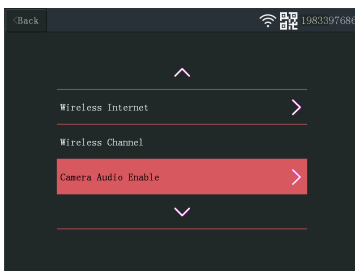 <Back
1983397686
Wireless Internet
Wireless Channel
Camera Audio Enable